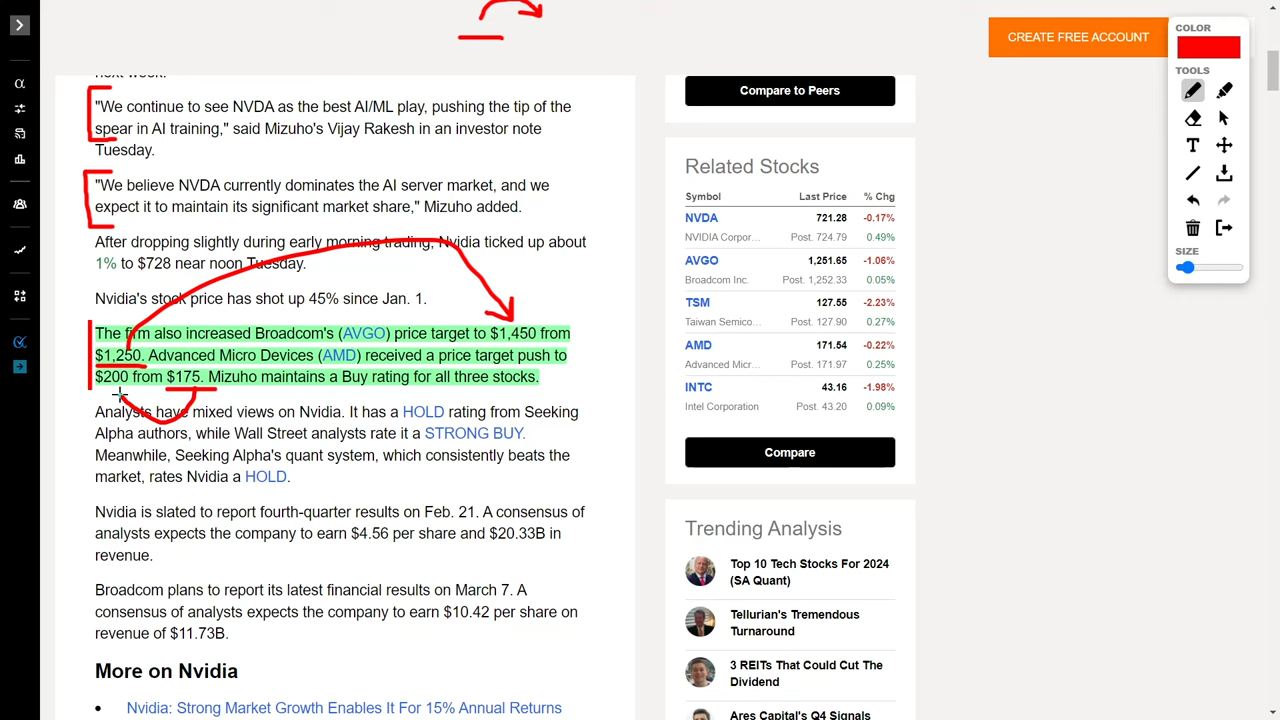 next week.
"We continue to see NVDA as the best AI/ML play, pushing the tip of the
spear in AI training," said Mizuho's Vijay Rakesh in an investor note
Tuesday.
"We believe NVDA currently dominates the AI server market, and we
expect it to maintain its significant market share," Mizuho added.
After dropping slightly during early morning trading, Nvidia ticked up about
1% to $728 near noon Tuesday.
Nvidia's stock price has shot up 45% since Jan. 1.
The firm also increased Broadcom's (AVGO) price target to $1,450 from
$1,250. Advanced Micro Devices (AMD) received a price target push to
$200 from $175. Mizuho maintains a Buy rating for all three stocks.
Analysts have mixed views on Nvidia. It has a HOLD rating from Seeking
Alpha authors, while Wall Street analysts rate it a STRONG BUY.
Meanwhile, Seeking Alpha's quant system, which consistently beats the
market, rates Nvidia a HOLD.
Nvidia is slated to report fourth-quarter results on Feb. 21. A consensus of
analysts expects the company to earn $4.56 per share and $20.33B in
revenue.
Broadcom plans to report its latest financial results on March 7. A
consensus of analysts expects the company to earn $10.42 per share on
revenue of $11.73B.
More on Nvidia
• Nvidia: Strong Market Growth Enables It For 15% Annual Returns
CREATE FREE ACCOUNT
Compare to Peers
Related Stocks
Symbol Last Price % Chg
NVDA 721.28 -0.17%
NVIDIA Corpor... Post. 724.79 0.49%
AVGO 1,251.65 -1.06%
Broadcom Inc. Post. 1,252.33 0.05%
TSM 127.55 -2.23%
Taiwan Semico... Post. 127.90 0.27%
AMD 171.54 -0.22%
Advanced Micr... Post. 171.64 0.06%
INTC 43.16 -1.98%
Intel Corporation Post. 43.20 0.09%
Compare
Trending Analysis
Top 10 Tech Stocks For 2024
(SA Quant)
Tellurian's Tremendous
Turnaround
3 REITs That Could Cut The
Dividend
Ares Capital's Q4 Signals
COLOR
TOOLS
T
SIZE